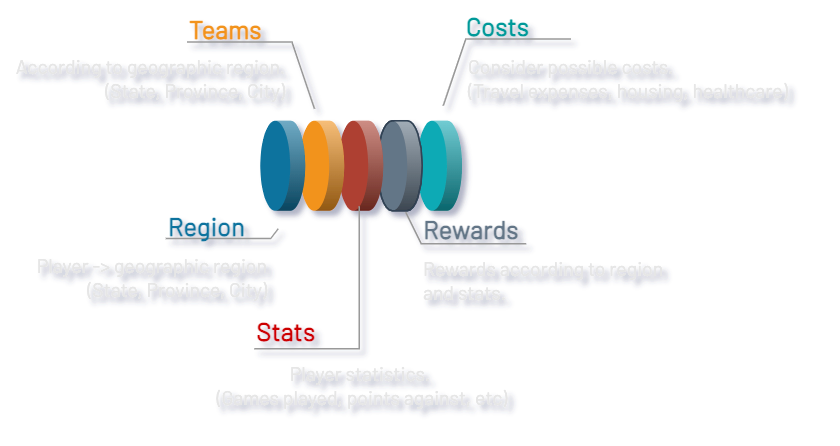 Teams
According to geographic region.
(State, Province, City)
Costs
Consider possible costs.
(Travel expenses, housing, healthcare)
Region
Player -> geographic region
(State, Province, City)
Rewards
Rewards according to region
and stats.
Stats
Player statistics.
(Games played, points against, etc)